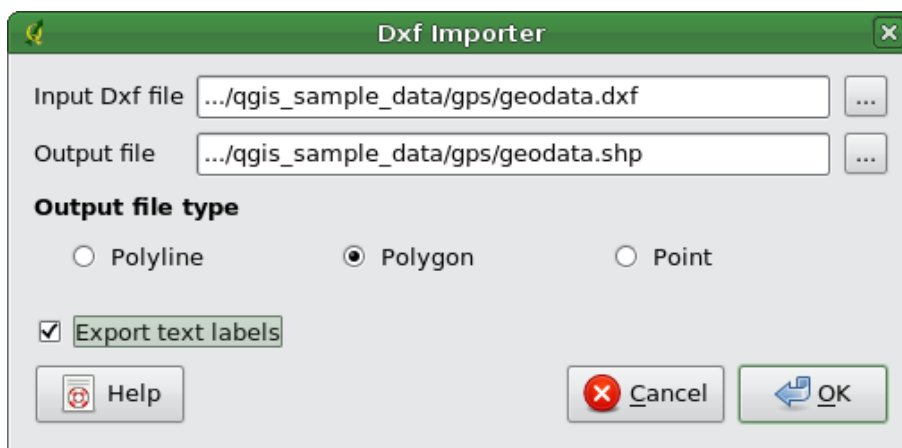 Dxf Importer
Input Dxf file .../qgis_sample_data/gps/geodata.dxf ...
Output file .../qgis_sample_data/gps/geodata.shp ...
Output file type
Polyline Polygon Point
Export text labels
Help Cancel OK